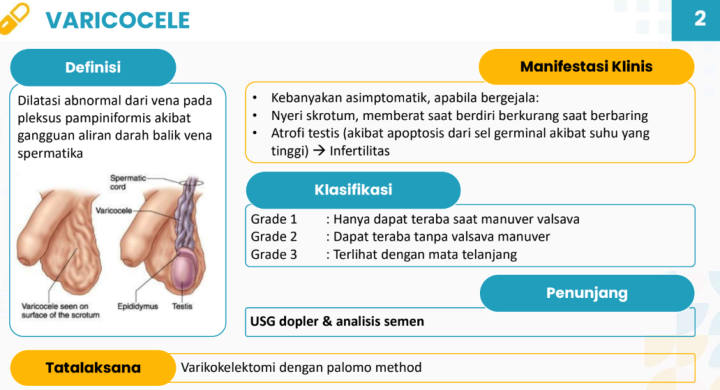 VARICOCELE
2
Definisi
Dilatasi abnormal dari vena pada
pleksus pampiniformis akibat
gangguan aliran darah balik vena
spermatika
Spermatic
cord
Varicocele
Varicocele seen on
surface of the scrotum
Epididymus
Testis
Manifestasi Klinis
• Kebanyakan asimptomatik, apabila bergejala:
• Nyeri skrotum, memberat saat berdiri berkurang saat berbaring
• Atrofi testis (akibat apoptosis dari sel germinal akibat suhu yang
tinggi) → Infertilitas
Klasifikasi
Grade 1 : Hanya dapat teraba saat manuver valsava
Grade 2 : Dapat teraba tanpa valsava manuver
Grade 3 : Terlihat dengan mata telanjang
Penunjang
USG dopler & analisis semen
Tatalaksana
Varikokelektomi dengan palomo method